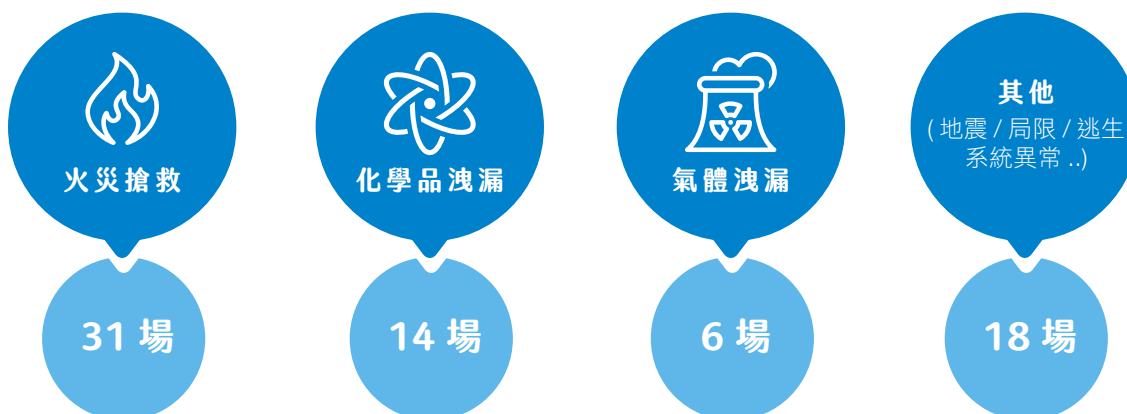 火災搶救
化學品洩漏
氣體洩漏
其他
( 地震 / 局限 / 逃生
系統異常 ..)
31 場
14 場
6 場
18 場